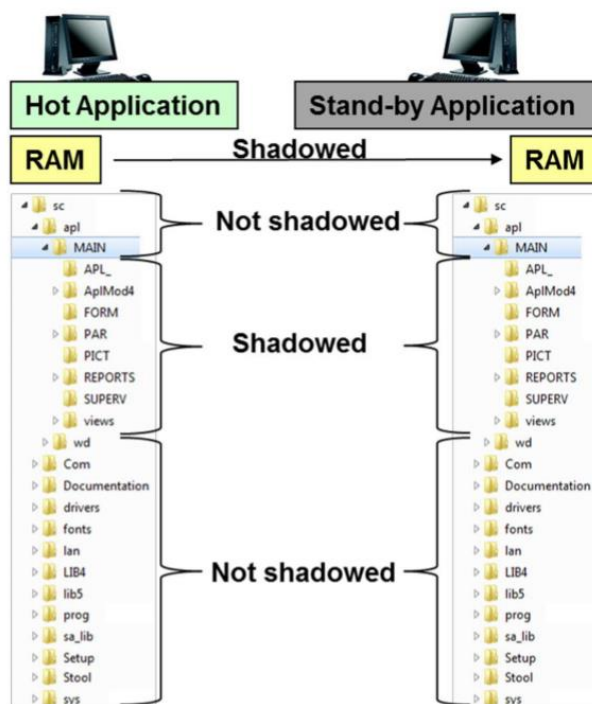 Hot Application
Stand-by Application
RAM
Shadowed
RAM
Not shadowed
Shadowed
Not shadowed
sc
apl
MAIN
APL_
AplMod4
FORM
PAR
PICT
REPORTS
SUPERV
views
wd
Com
Documentation
drivers
fonts
lan
LIB4
lib5
prog
sa_lib
Setup
Stool
sys
sc
apl
MAIN
APL_
AplMod4
FORM
PAR
PICT
REPORTS
SUPERV
views
wd
Com
Documentation
drivers
fonts
lan
LIB4
lib5
prog
sa_lib
Setup
Stool
sys